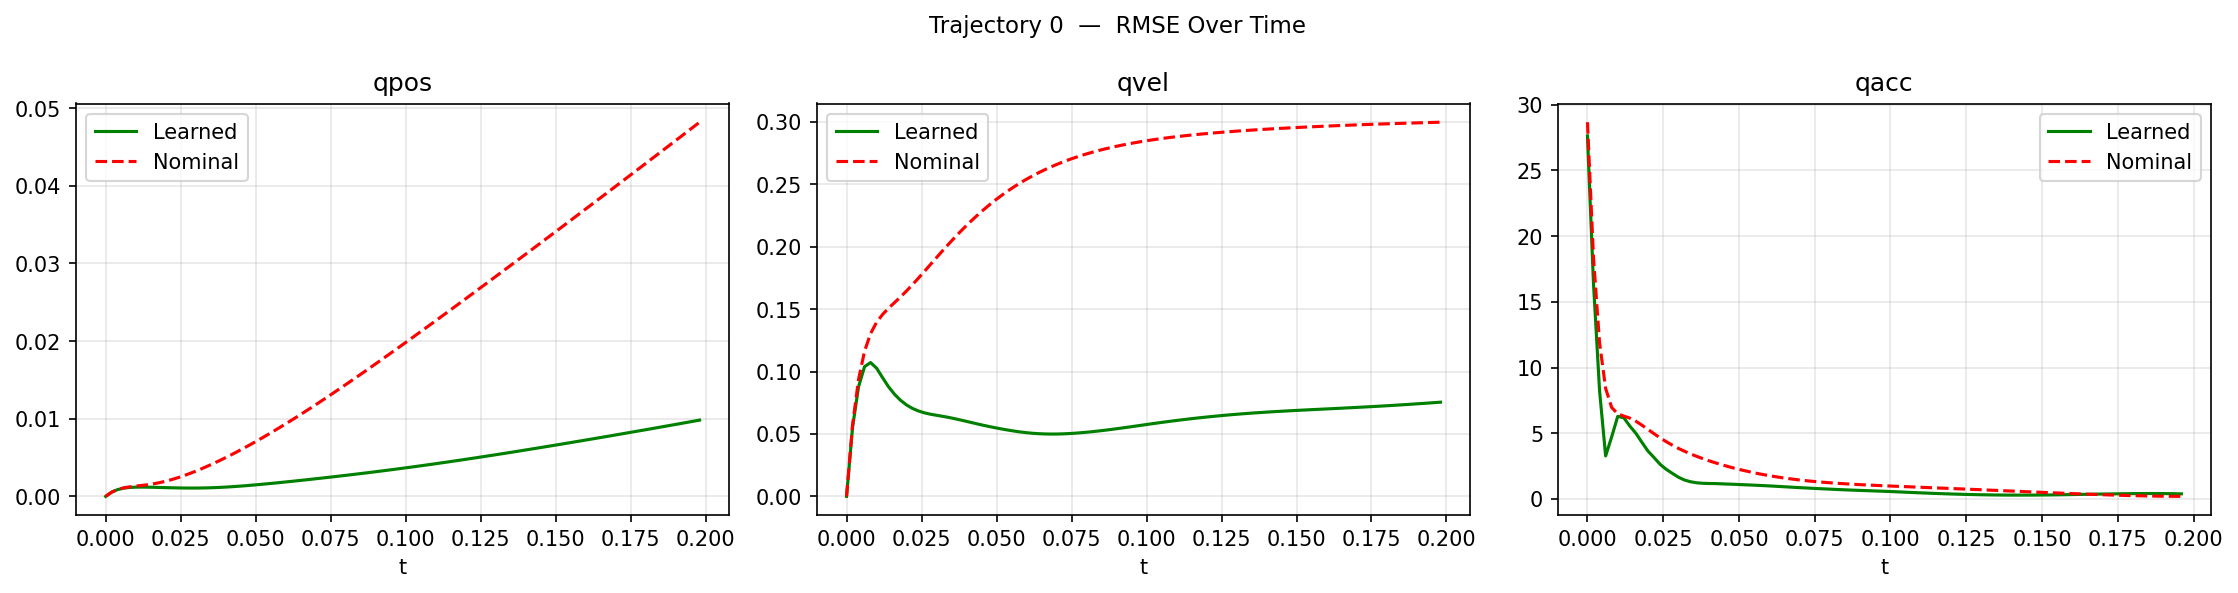 Trajectory 0 — RMSE Over Time
qpos
0.05
0.04
0.03
0.02
0.01
0.00
Learned
Nominal
0.000 0.025 0.050 0.075 0.100 0.125 0.150 0.175 0.200
t
qvel
0.30
0.25
0.20
0.15
0.10
0.05
0.00
Learned
Nominal
0.000 0.025 0.050 0.075 0.100 0.125 0.150 0.175 0.200
t
qacc
30
25
20
15
10
5
0
Learned
Nominal
0.000 0.025 0.050 0.075 0.100 0.125 0.150 0.175 0.200
t